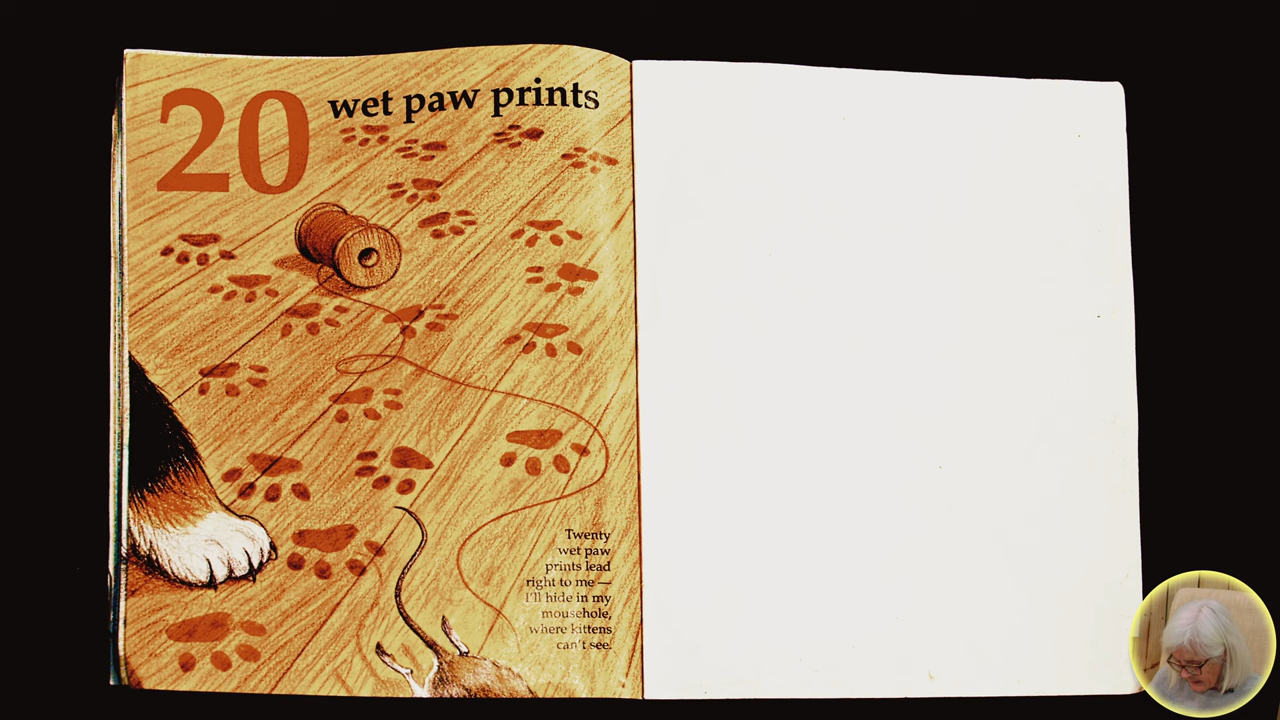 20 wet paw prints
Twenty
wet paw
prints lead
right to me —
I'll hide in my
mousehole,
where kittens
can't see.